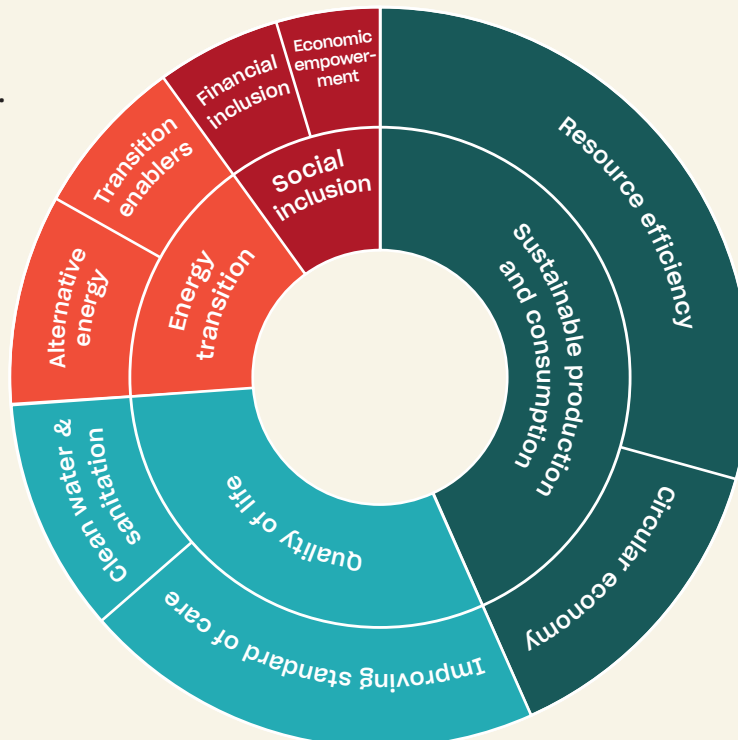 Resource efficiency
Circular economy
Sustainable production
and consumption
Improving standard of care
Clean water &
sanitation
Quality of life
Alternative
energy
Transition
enablers
Energy
transition
Financial
inclusion
Economic
empower-
ment
Social
inclusion